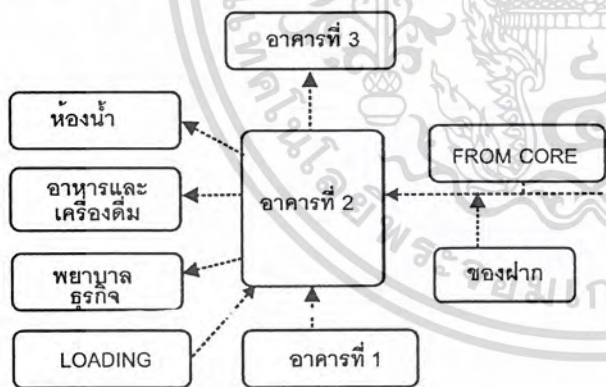 อาคารที่ 3
ห้องน้ำ
FROM CORE
อาหารและ
เครื่องดื่ม
อาคารที่ 2
พยาบาล
ธุรกิจ
ของฝาก
LOADING
อาคารที่ 1